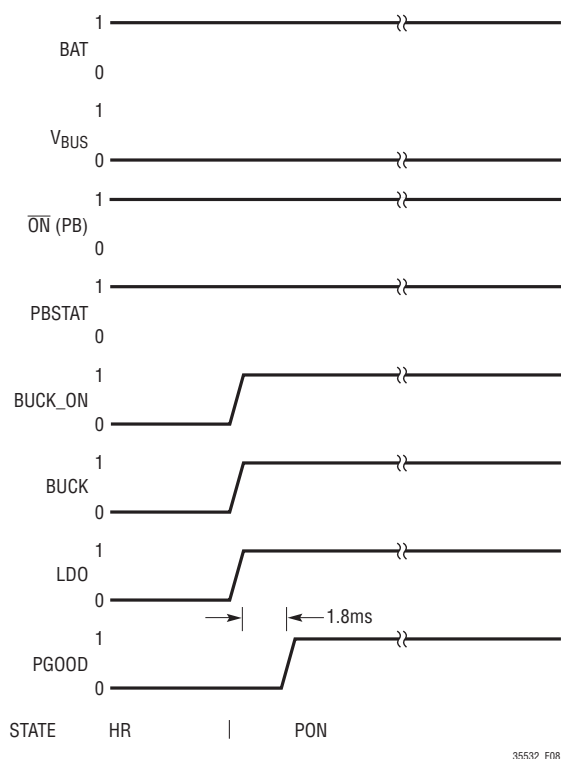 1
BAT
0
1
VBUS
0
1
ON (PB)
0
1
PBSTAT
0
1
BUCK_ON
0
1
BUCK
0
1
LDO
0
1.8ms
1
PGOOD
0
STATE HR PON
35532 F08